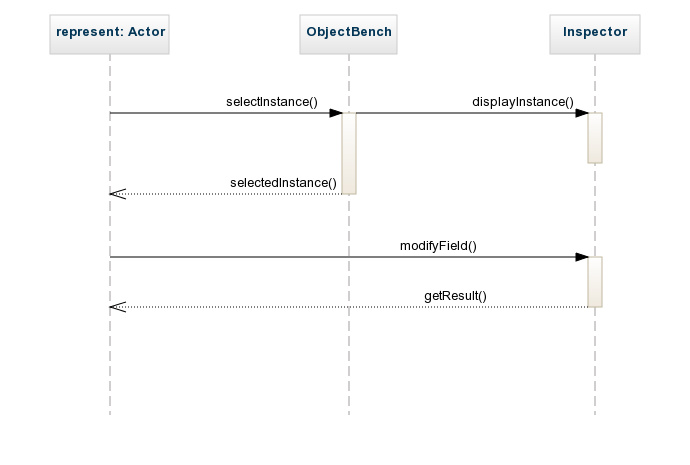 represent: Actor
ObjectBench
Inspector
selectInstance()
displayInstance()
selectedInstance()
modifyField()
getResult()